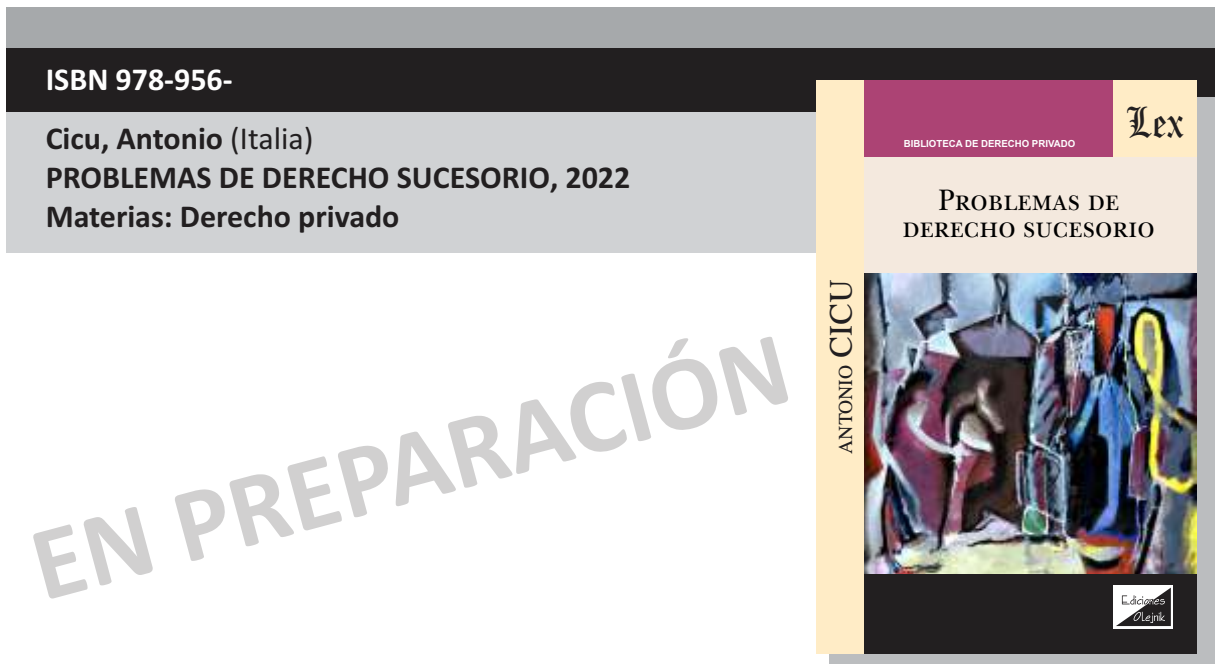 ISBN 978-956-
Cicu, Antonio (Italia)
PROBLEMAS DE DERECHO SUCESORIO, 2022
Materias: Derecho privado
EN PREPARACIÓN
BIBLIOTECA DE DERECHO PRIVADO
Lex
PROBLEMAS DE
DERECHO SUCESORIO
ANTONIO CICU
Ediciones
Olejnik